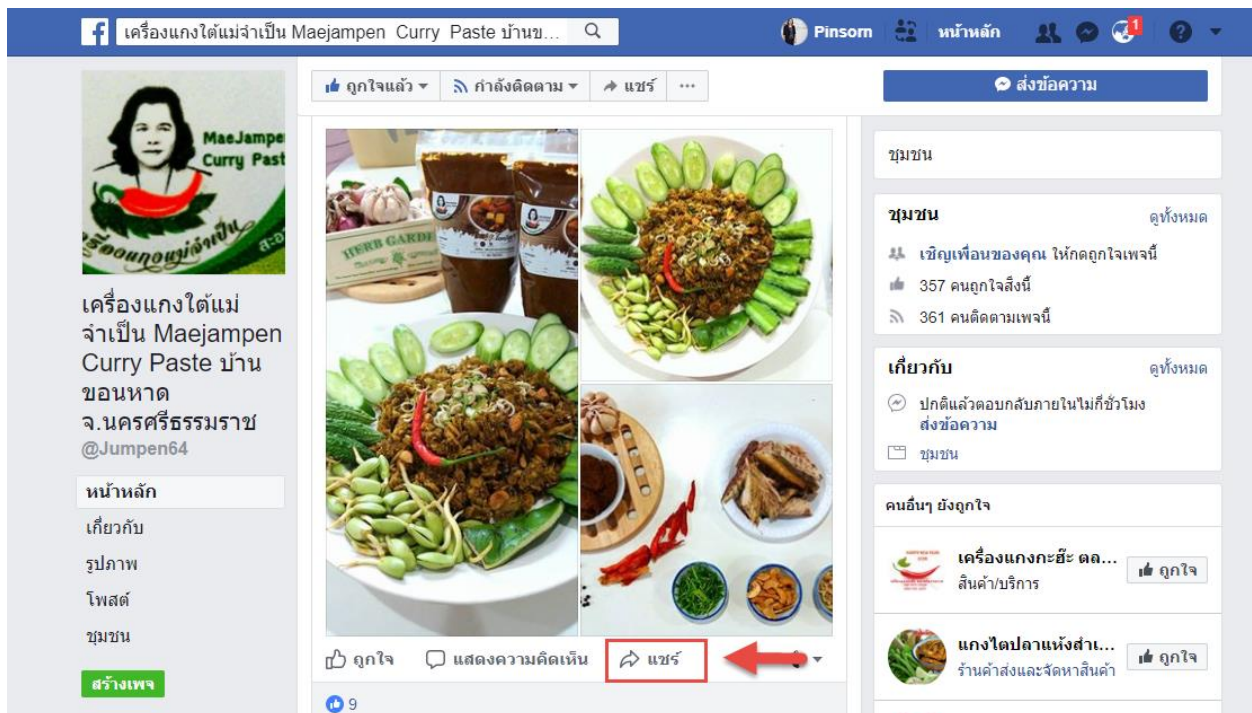 เครื่องแกงใต้แม่จำเป็น Maejampen Curry Paste บ้านข...
Pinsorn
หน้าหลัก
1
MaeJampe
Curry Past
เครื่องแกงใต้แม่
จำเป็น Maejampen
Curry Paste บ้าน
ขอนหาด
จ.นครศรีธรรมราช
@Jumpen64
หน้าหลัก
เกี่ยวกับ
รูปภาพ
โพสต์
ชุมชน
สร้างเพจ
ถูกใจแล้ว
กำลังติดตาม
แชร์
HERB GARDE
ถูกใจ
แสดงความคิดเห็น
แชร์
9
ส่งข้อความ
ชุมชน
ชุมชน
ดูทั้งหมด
เชิญเพื่อนของคุณ ให้กดถูกใจเพจนี้
357 คนถูกใจสิ่งนี้
361 คนติดตามเพจนี้
เกี่ยวกับ
ดูทั้งหมด
ปกติแล้วตอบกลับภายในไม่กี่ชั่วโมง
ส่งข้อความ
ชุมชน
คนอื่นๆ ยังถูกใจ
เครื่องแกงกะฮ๊ะ ตล...
สินค้า/บริการ
ถูกใจ
แกงไตปลาแห้งสำเ...
ร้านค้าส่งและจัดหาสินค้า
ถูกใจ